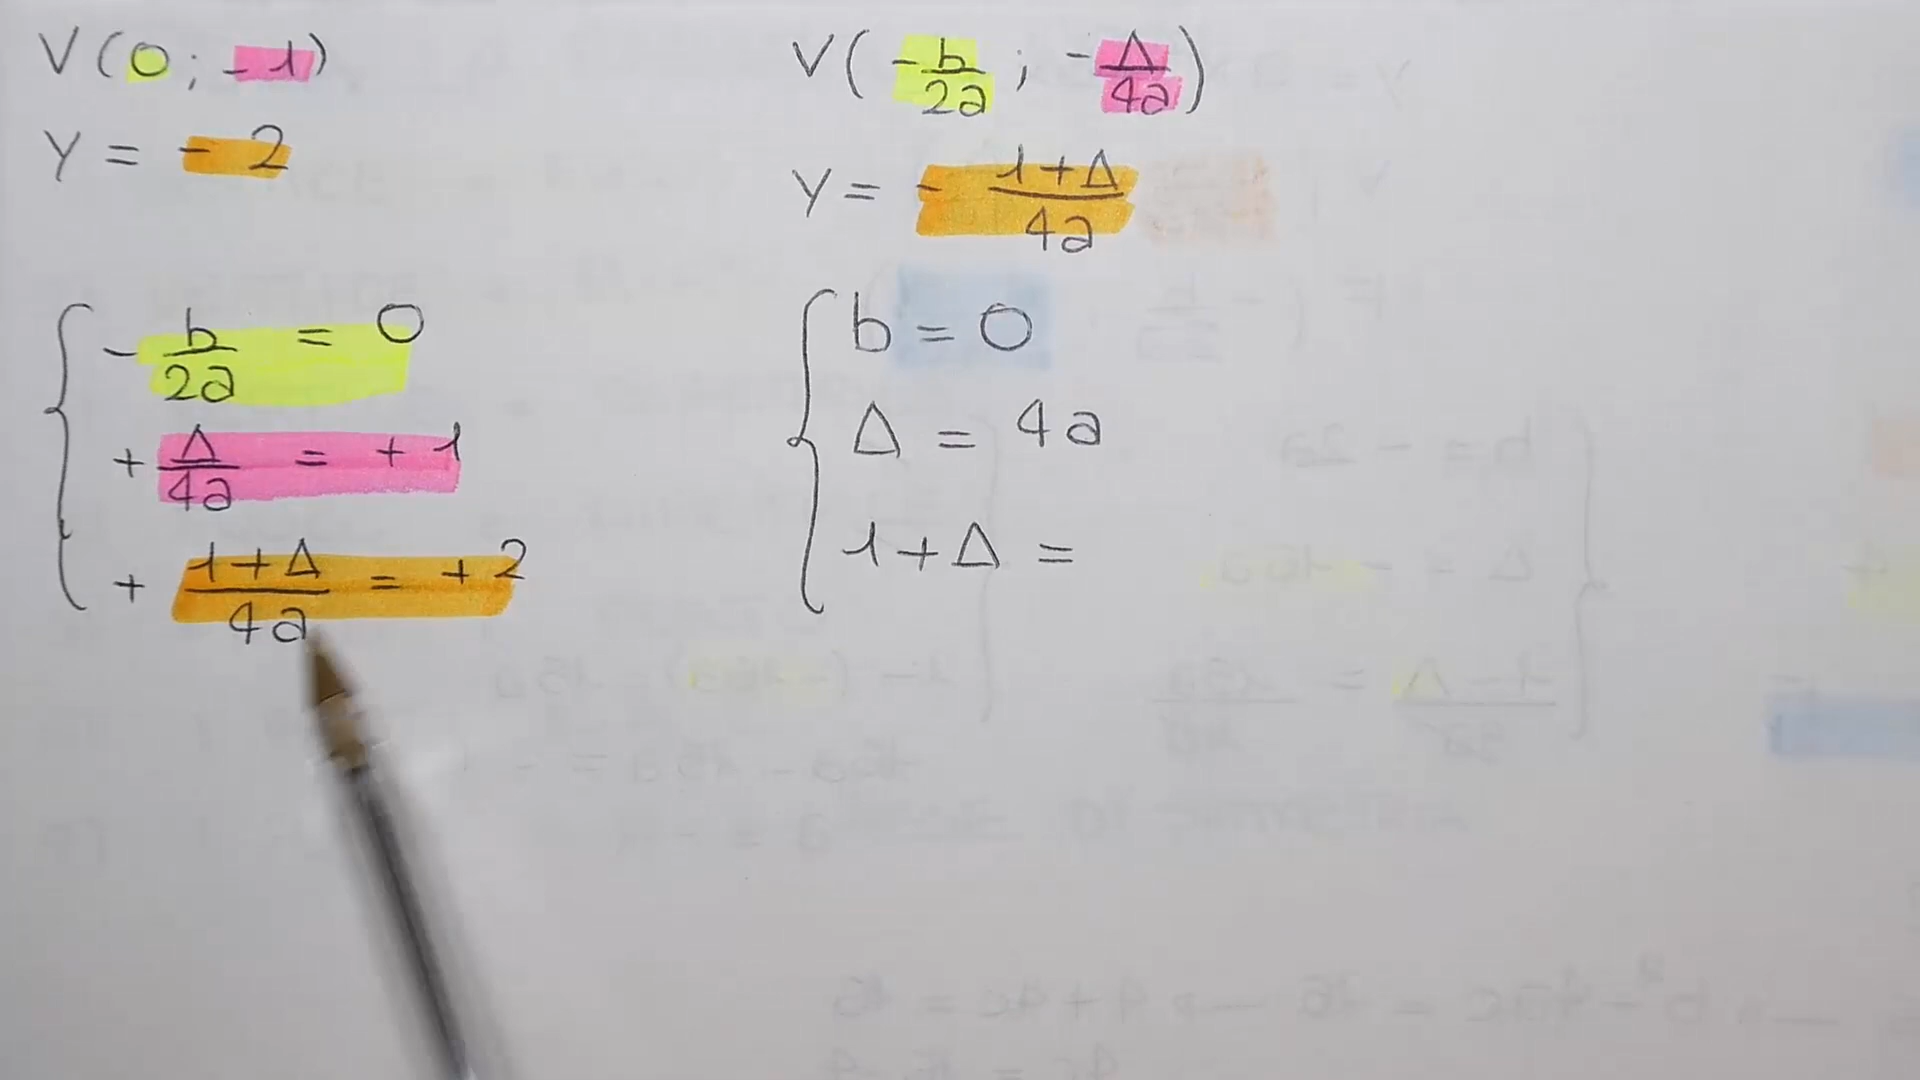 V(0; -1)
y = - 2
- b/2a = 0
+ Δ/4a = + 1
+ 1+Δ/4a = + 2
V(- b/2a ; - Δ/4a)
y = - 1+Δ/4a
b = 0
Δ = 4a
1+Δ =